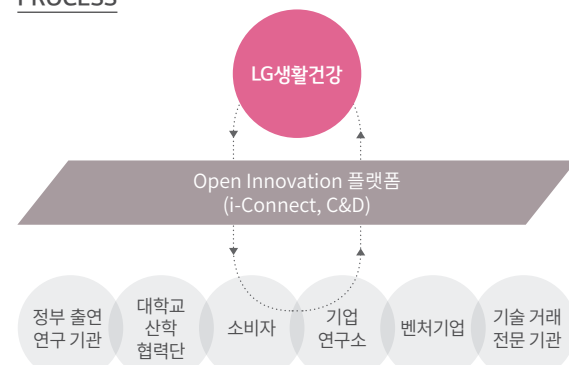 PROCESS
LG생활건강
Open Innovation 플랫폼
(i-Connect, C&D)
정부 출연
연구 기관
대학교
산학
협력단
소비자
기업
연구소
벤처기업
기술 거래
전문 기관